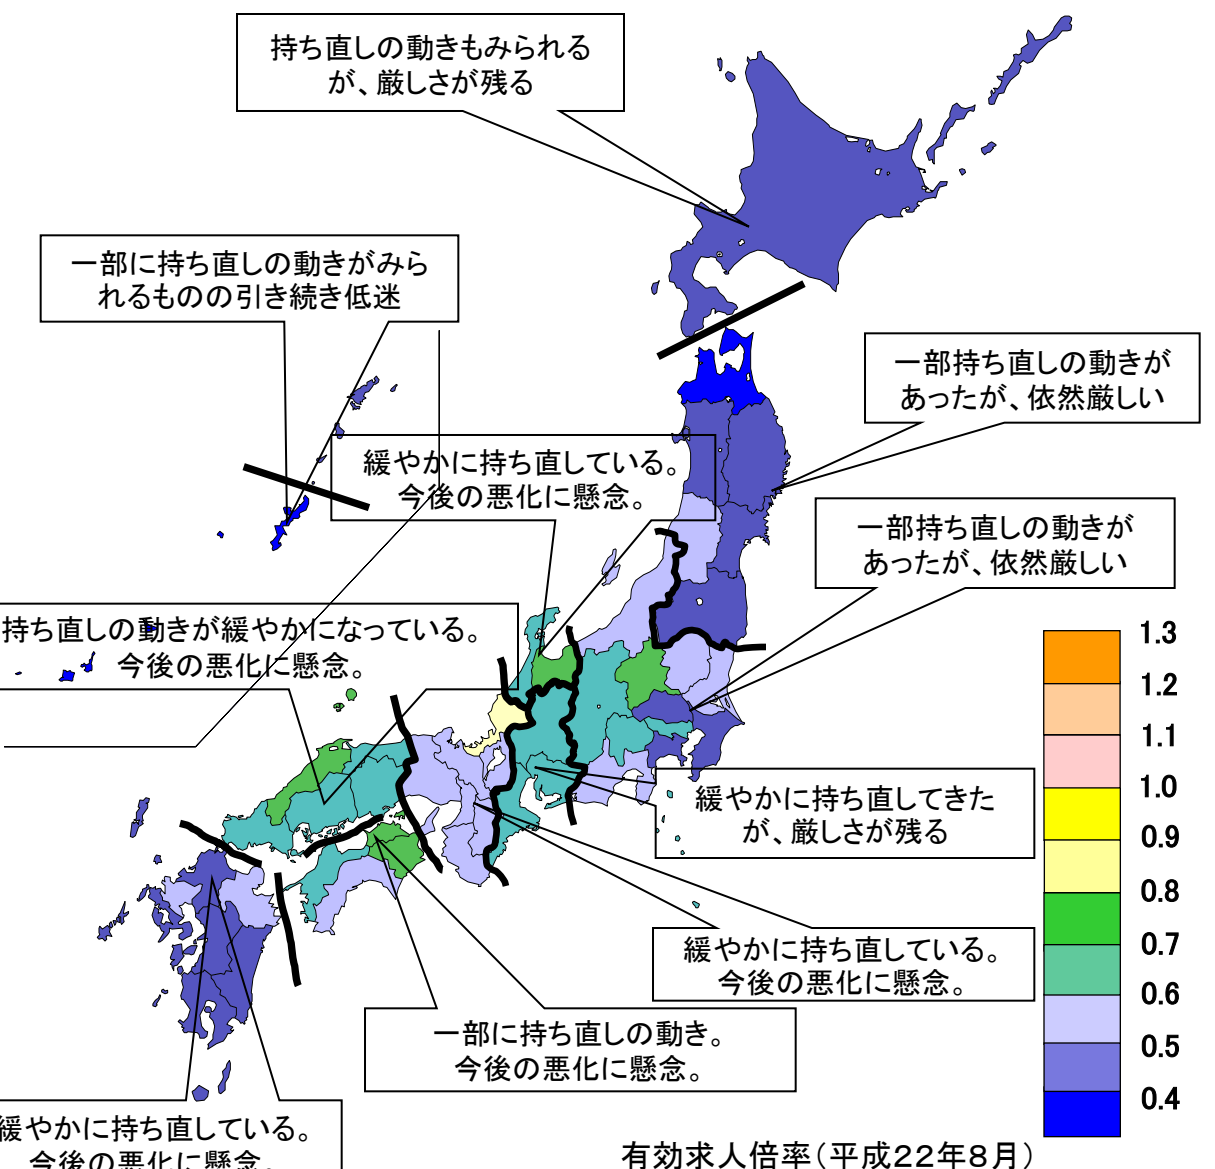 持ち直しの動きもみられる
が、厳しさが残る
一部に持ち直しの動きがみら
れるものの引き続き低迷
一部持ち直しの動きが
あったが、依然厳しい
緩やかに持ち直している。
今後の悪化に懸念。
一部持ち直しの動きが
あったが、依然厳しい
持ち直しの動きが緩やかになっている。
今後の悪化に懸念。
緩やかに持ち直してきた
が、厳しさが残る
緩やかに持ち直している。
今後の悪化に懸念。
一部に持ち直しの動き。
今後の悪化に懸念。
緩やかに持ち直している。
今後の悪化に懸念。
1.3
1.2
1.1
1.0
0.9
0.8
0.7
0.6
0.5
0.4
有効求人倍率(平成22年8月)